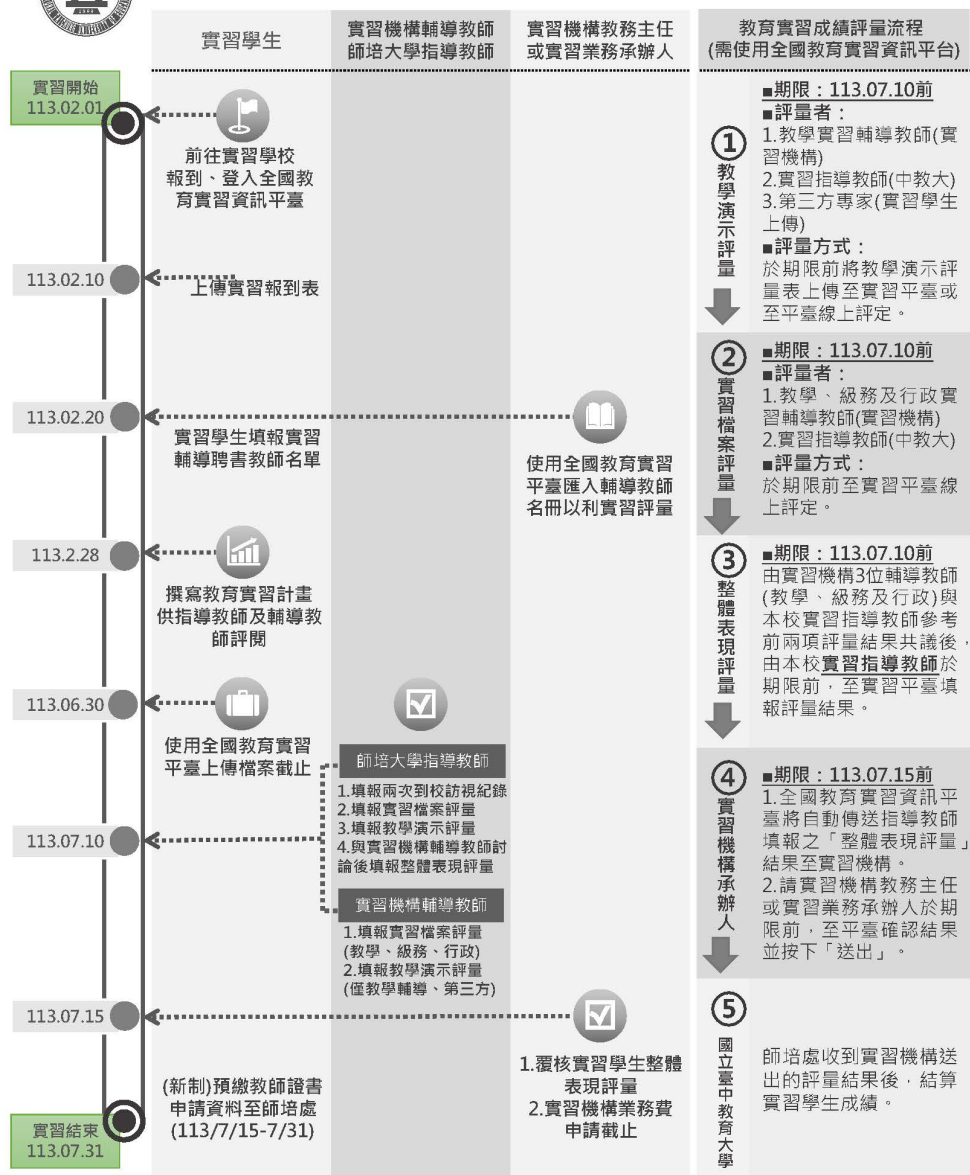 實習學生
實習機構輔導教師
師培大學指導教師
實習機構教務主任
或實習業務承辦人
教育實習成績評量流程
(需使用全國教育實習資訊平台)
實習開始
113.02.01
前往實習學校
報到、登入全國教
育實習資訊平臺
113.02.10
上傳實習報到表
113.02.20
實習學生填報實習
輔導聘書教師名單
使用全國教育實習
平臺匯入輔導教師
名冊以利實習評量
113.2.28
撰寫教育實習計畫
供指導教師及輔導教
師評閱
113.06.30
使用全國教育實習
平臺上傳檔案截止
師培大學指導教師
1.填報兩次到校訪視紀錄
2.填報實習檔案評量
3.填報教學演示評量
4.與實習機構輔導教師討
論後填報整體表現評量
113.07.10
實習機構輔導教師
1.填報實習檔案評量
(教學、級務、行政)
2.填報教學演示評量
(僅教學輔導、第三方)
113.07.15
1.覆核實習學生整體
表現評量
2.實習機構業務費
申請截止
(新制)預繳教師證書
申請資料至師培處
(113/7/15-7/31)
實習結束
113.07.31
①
教學演示評量
■期限：113.07.10前
■評量者：
1.教學實習輔導教師(實
習機構)
2.實習指導教師(中教大)
3.第三方專家(實習學生
上傳)
■評量方式：
於期限前將教學演示評
量表上傳至實習平臺或
至平臺線上評定。
②
實習檔案評量
■期限：113.07.10前
■評量者：
1.教學、級務及行政實
習輔導教師(實習機構)
2.實習指導教師(中教大)
■評量方式：
於期限前至實習平臺線
上評定。
③
整體表現評量
■期限：113.07.10前
由實習機構3位輔導教師
(教學、級務及行政)與
本校實習指導教師參考
前兩項評量結果共議後，
由本校實習指導教師於
期限前，至實習平臺填
報評量結果。
④
實習機構承辦人
■期限：113.07.15前
1.全國教育實習資訊平
臺將自動傳送指導教師
填報之「整體表現評量」
結果至實習機構。
2.請實習機構教務主任
或實習業務承辦人於期
限前，至平臺確認結果
並按下「送出」。
⑤
國立臺中教育大學
師培處收到實習機構送
出的評量結果後，結算
實習學生成績。